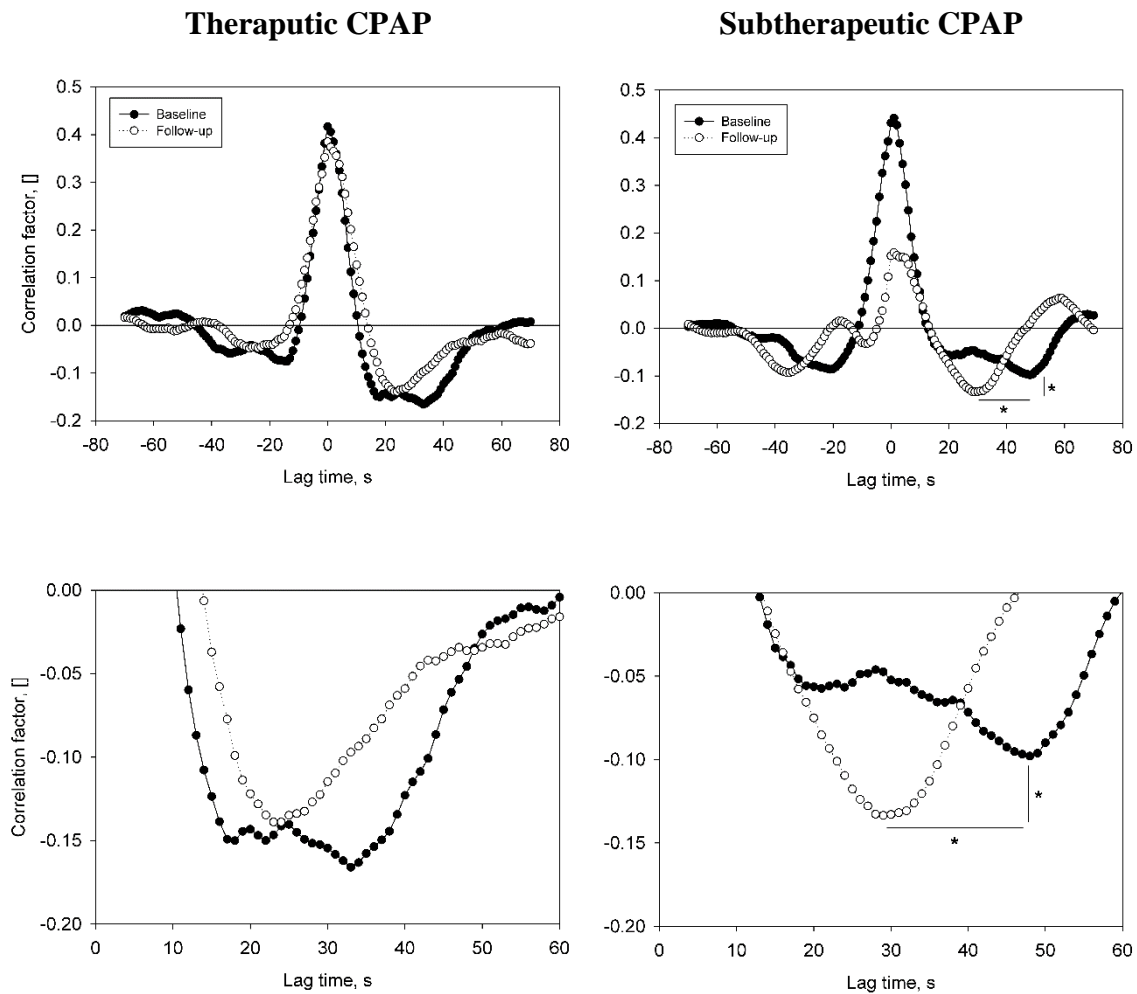 Theraputic CPAP
Subtherapeutic CPAP
Correlation factor, []
0.5
0.4
0.3
0.2
0.1
0.0
-0.1
-0.2
Baseline
Follow-up
-80 -60 -40 -20 0 20 40 60 80
Lag time, s
0.5
0.4
0.3
0.2
0.1
0.0
-0.1
-0.2
Baseline
Follow-up
*
*
-80 -60 -40 -20 0 20 40 60 80
Lag time, s
Correlation factor, []
0.00
-0.05
-0.10
-0.15
-0.20
0 10 20 30 40 50 60
Lag time, s
0.00
-0.05
-0.10
-0.15
-0.20
*
*
0 10 20 30 40 50 60
Lag time, s